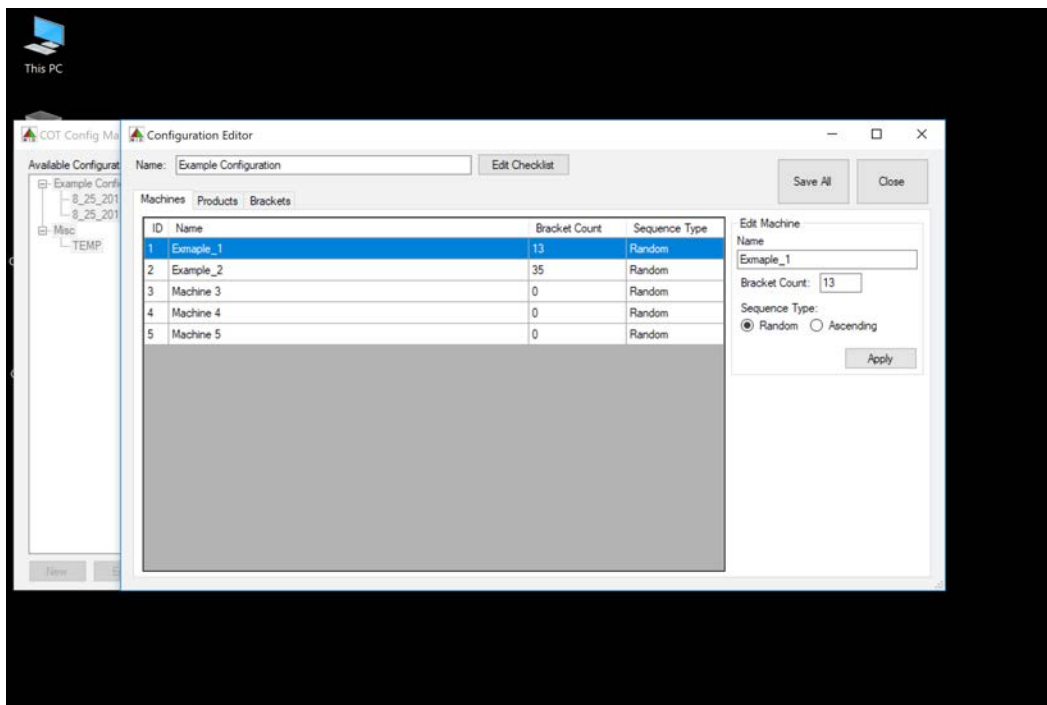 This PC
COT Config Ma
Configuration Editor
Available Configurat
Example Confi
8_25_201
8_25_201
Misc
TEMP
New
E
Name: Example Configuration
Edit Checklist
Save All
Close
Machines Products Brackets
ID Name Bracket Count Sequence Type
1 Exmaple_1 13 Random
2 Example_2 35 Random
3 Machine 3 0 Random
4 Machine 4 0 Random
5 Machine 5 0 Random
Edit Machine
Name
Exmaple_1
Bracket Count: 13
Sequence Type:
Random Ascending
Apply